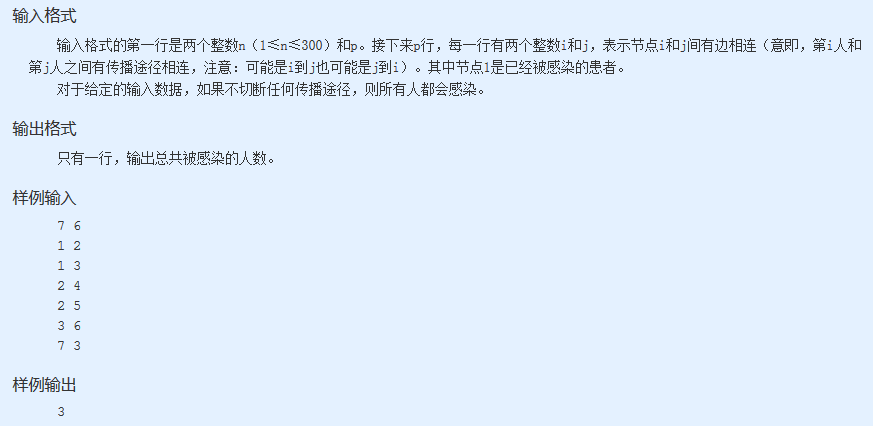 输入格式
输入格式的第一行是两个整数n（1≤n≤300）和p。接下来p行，每一行有两个整数i和j，表示节点i和j间有边相连（意即，第i人和
第j人之间有传播途径相连，注意：可能是i到j也可能是j到i）。其中节点1是已经被感染的患者。
对于给定的输入数据，如果不切断任何传播途径，则所有人都会感染。
输出格式
只有一行，输出总共被感染的人数。
样例输入
7 6
1 2
1 3
2 4
2 5
3 6
7 3
样例输出
3